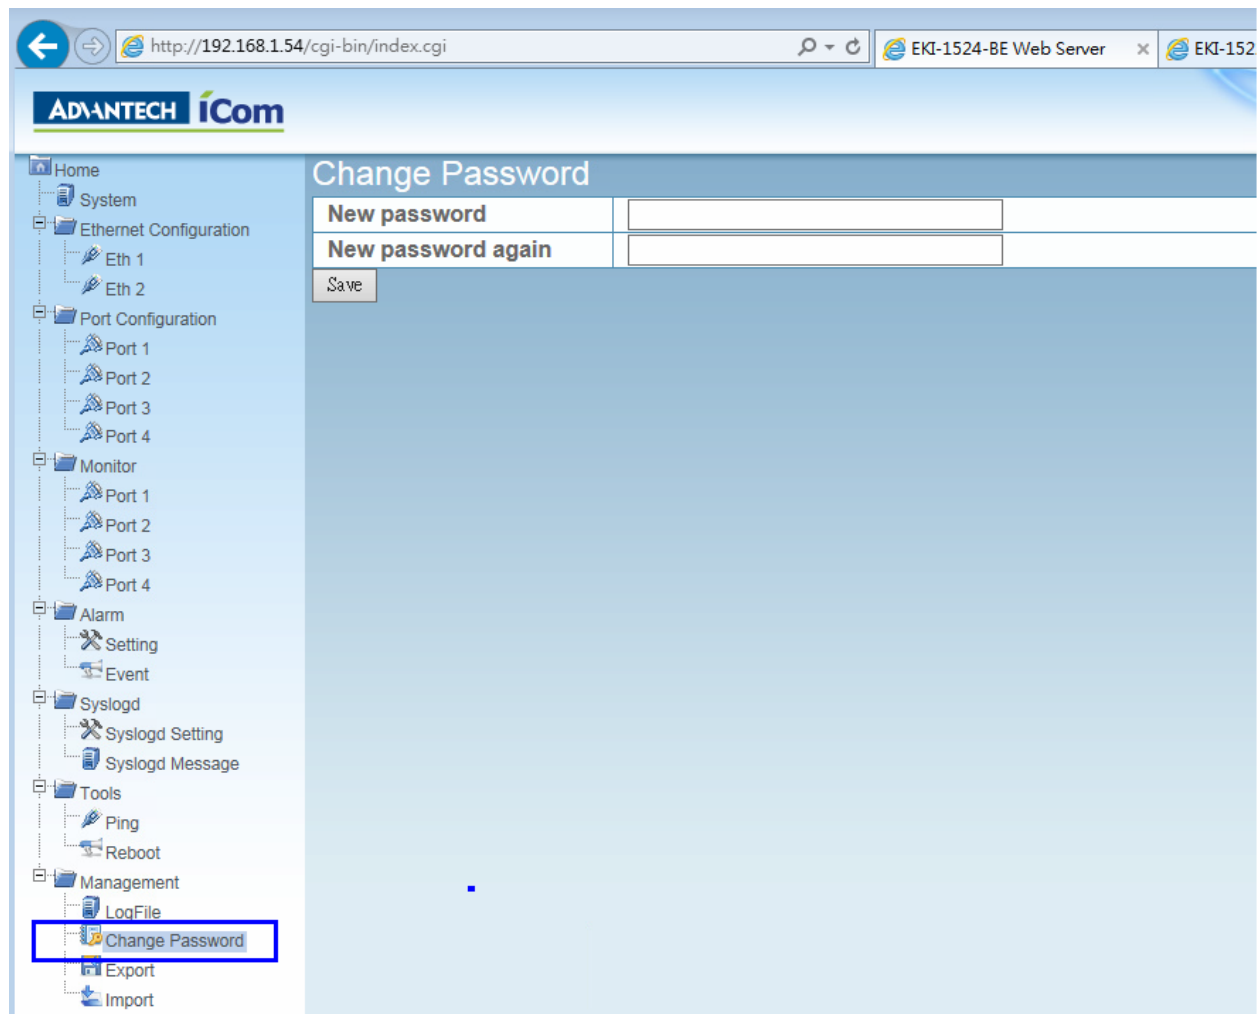 http://192.168.1.54/cgi-bin/index.cgi
EKI-1524-BE Web Server
EKI-152
ADVANTECH iCom
Home
System
Ethernet Configuration
Eth 1
Eth 2
Port Configuration
Port 1
Port 2
Port 3
Port 4
Monitor
Port 1
Port 2
Port 3
Port 4
Alarm
Setting
Event
Syslogd
Syslogd Setting
Syslogd Message
Tools
Ping
Reboot
Management
LogFile
Change Password
Export
Import
Change Password
New password
New password again
Save